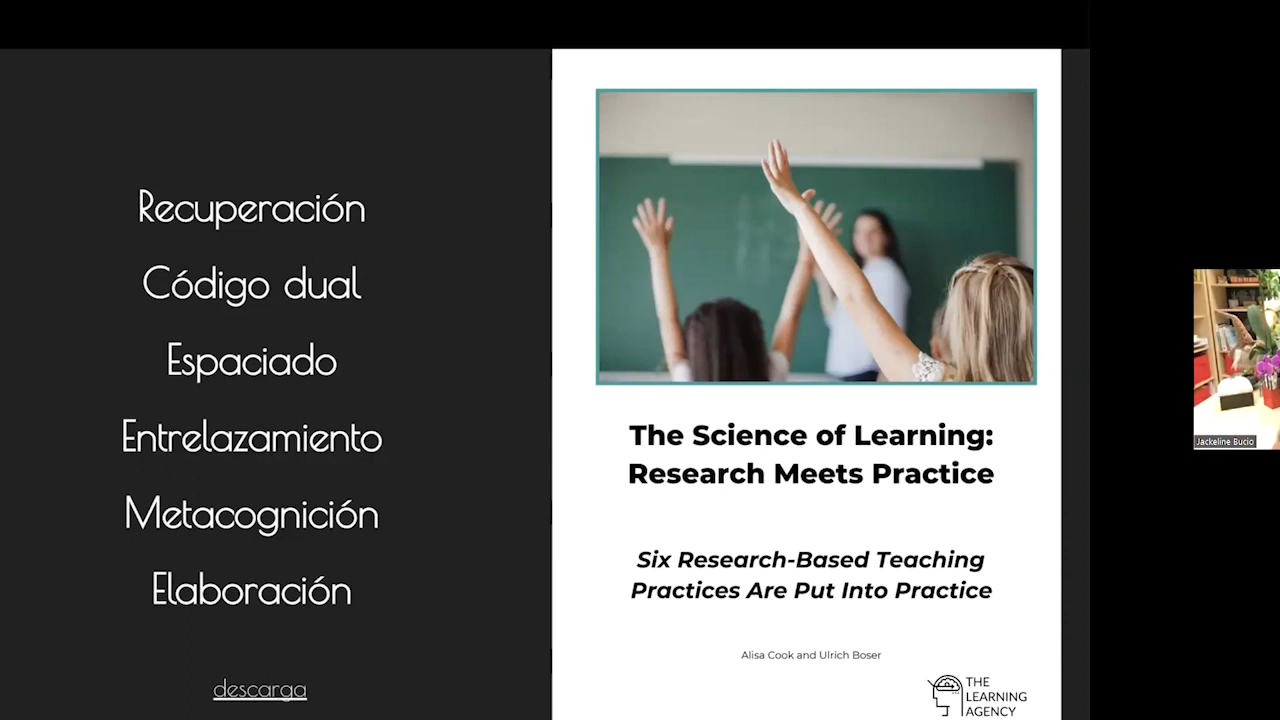 Recuperación
Código dual
Espaciado
Entrelazamiento
Metacognición
Elaboración
descarga
The Science of Learning:
Research Meets Practice
Six Research-Based Teaching
Practices Are Put Into Practice
Alisa Cook and Ulrich Boser
THE
LEARNING
AGENCY
Jackeline Bucio